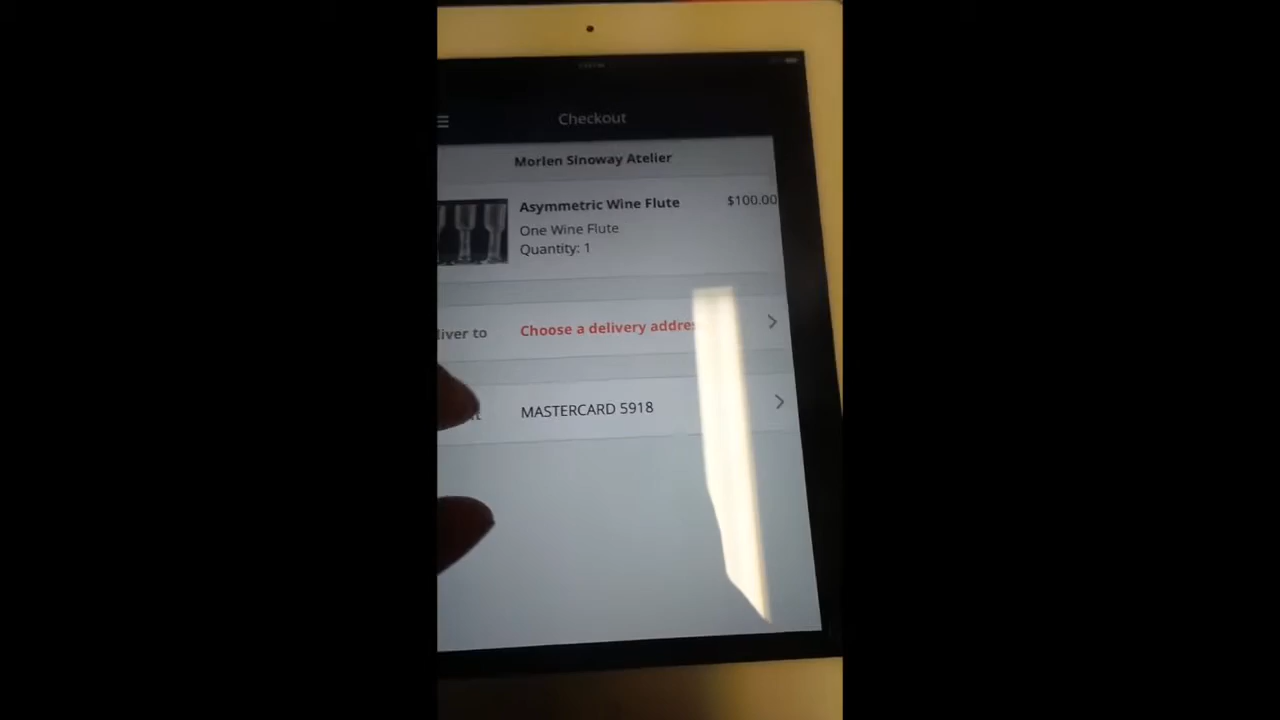 Checkout
Morlen Sinoway Atelier
Asymmetric Wine Flute $100.00
One Wine Flute
Quantity: 1
liver to Choose a delivery addres
MASTERCARD 5918